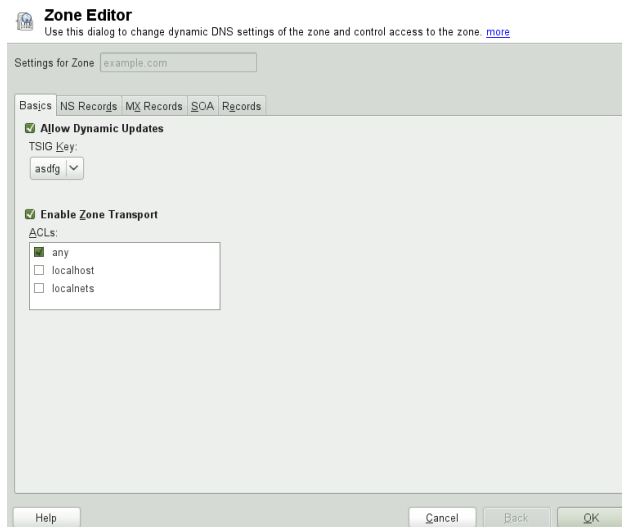 Zone Editor
Use this dialog to change dynamic DNS settings of the zone and control access to the zone. more
Settings for Zone example.com
Basics NS Records MX Records SOA Records
Allow Dynamic Updates
TSIG Key:
asdfg
Enable Zone Transport
ACLs:
any
localhost
localnets
Help Cancel Back OK